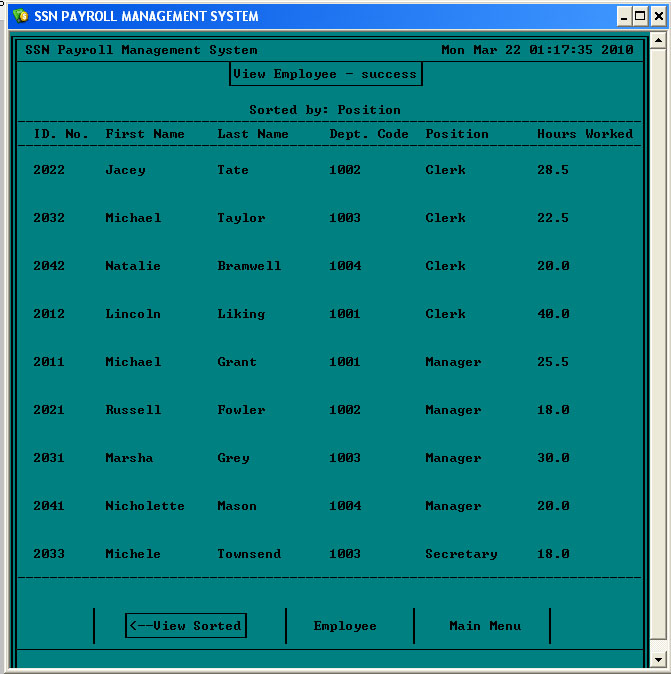 SSN PAYROLL MANAGEMENT SYSTEM
SSN Payroll Management System Mon Mar 22 01:17:35 2010
View Employee - success
Sorted by: Position
ID. No. First Name Last Name Dept. Code Position Hours Worked
2022 Jacey Tate 1002 Clerk 28.5
2032 Michael Taylor 1003 Clerk 22.5
2042 Natalie Bramwell 1004 Clerk 20.0
2012 Lincoln Liking 1001 Clerk 40.0
2011 Michael Grant 1001 Manager 25.5
2021 Russell Fowler 1002 Manager 18.0
2031 Marsha Grey 1003 Manager 30.0
2041 Nicholette Mason 1004 Manager 20.0
2033 Michele Townsend 1003 Secretary 18.0
<--View Sorted Employee Main Menu